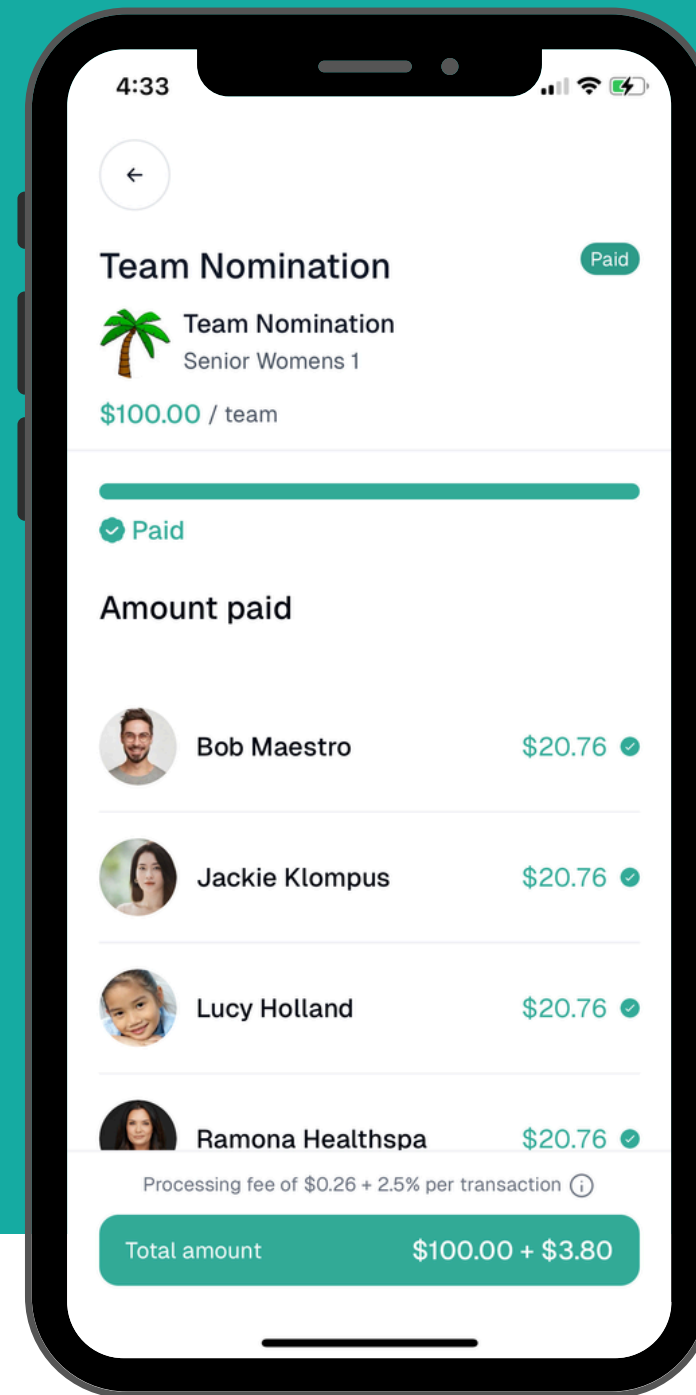 4:33
Team Nomination
Paid
Team Nomination
Senior Womens 1
$100.00 / team
Paid
Amount paid
Bob Maestro $20.76
Jackie Klompus $20.76
Lucy Holland $20.76
Ramona Healthspa $20.76
Processing fee of $0.26 + 2.5% per transaction
Total amount $100.00 + $3.80